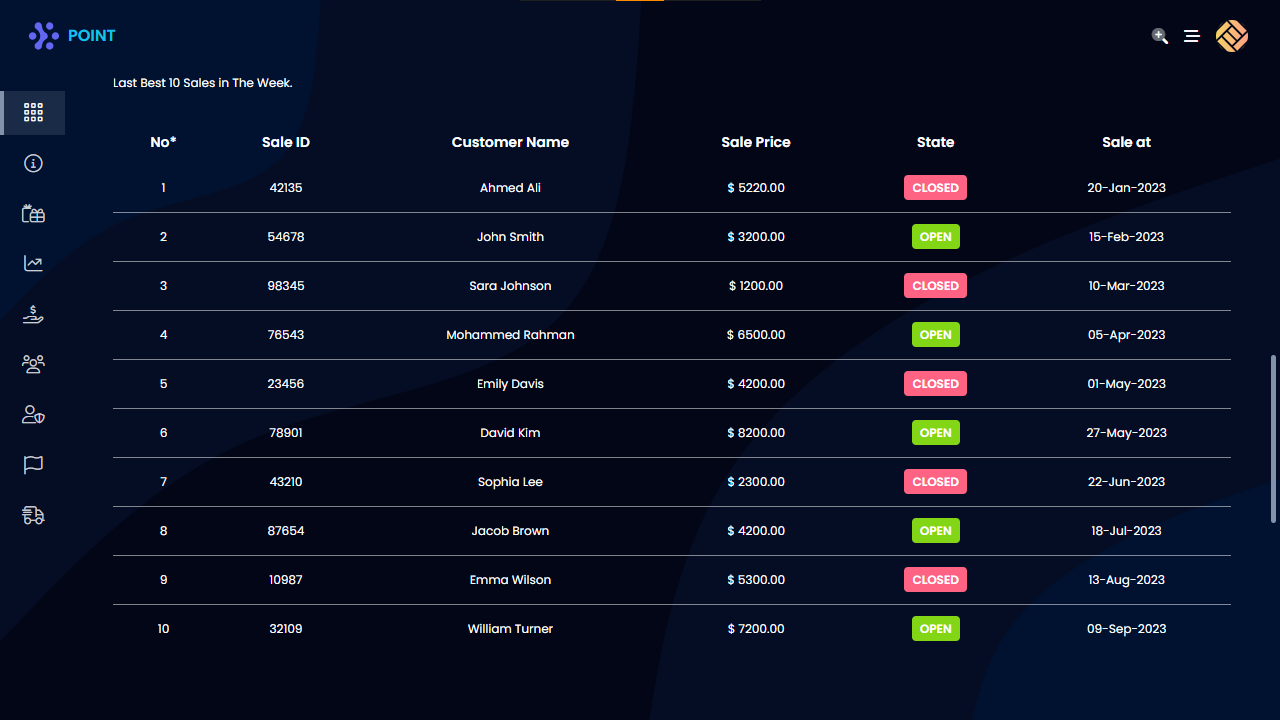 POINT
Last Best 10 Sales in The Week.
No* Sale ID Customer Name Sale Price State Sale at
1 42135 Ahmed Ali $ 5220.00 CLOSED 20-Jan-2023
2 54678 John Smith $ 3200.00 OPEN 15-Feb-2023
3 98345 Sara Johnson $ 1200.00 CLOSED 10-Mar-2023
4 76543 Mohammed Rahman $ 6500.00 OPEN 05-Apr-2023
5 23456 Emily Davis $ 4200.00 CLOSED 01-May-2023
6 78901 David Kim $ 8200.00 OPEN 27-May-2023
7 43210 Sophia Lee $ 2300.00 CLOSED 22-Jun-2023
8 87654 Jacob Brown $ 4200.00 OPEN 18-Jul-2023
9 10987 Emma Wilson $ 5300.00 CLOSED 13-Aug-2023
10 32109 William Turner $ 7200.00 OPEN 09-Sep-2023